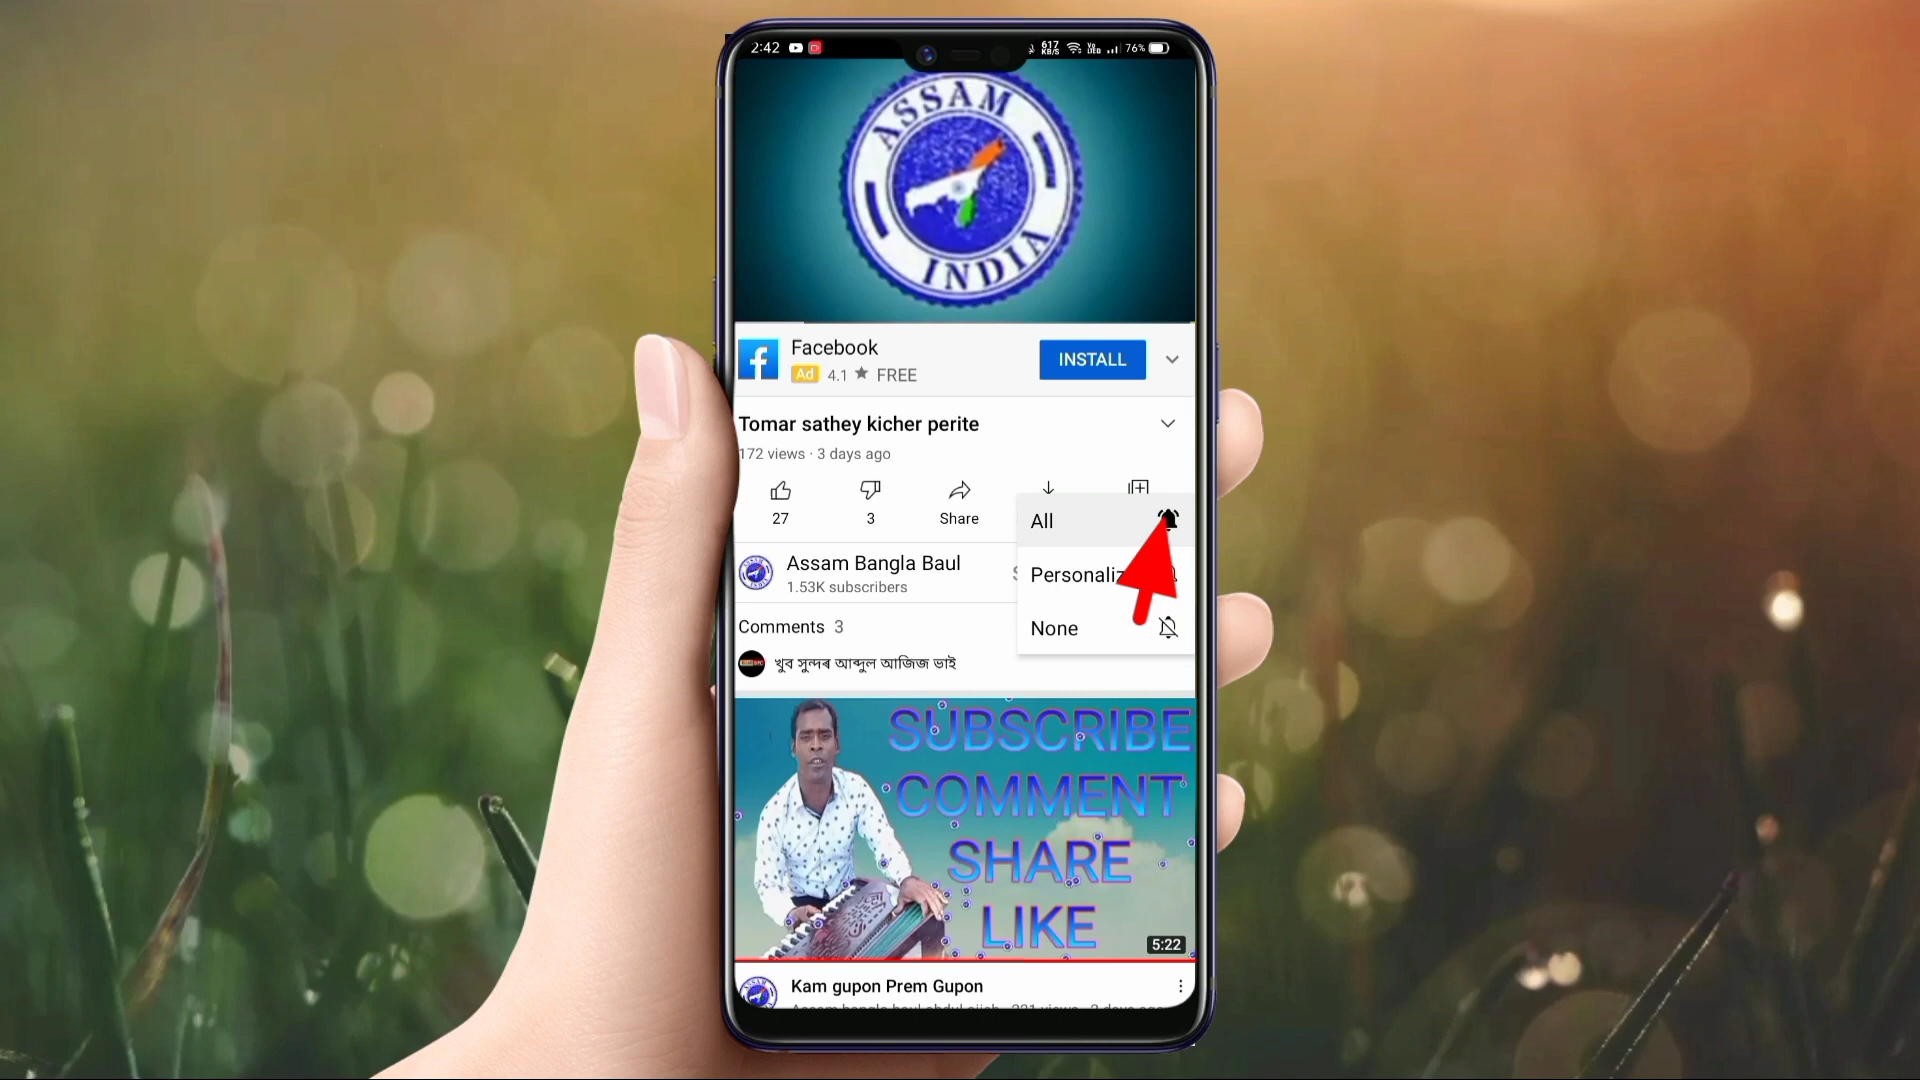 2:42
617
KB/S
76%
ASSAM
INDIA
Facebook
INSTALL
Ad 4.1 ★ FREE
Tomar sathey kicher perite
172 views · 3 days ago
27
3
Share
All
Personaliz
None
Assam Bangla Baul
1.53K subscribers
Comments 3
খুব সুন্দৰ আব্দুল আজিজ ভাই
SUBSCRIBE
COMMENT
SHARE
LIKE
5:22
Kam gupon Prem Gupon